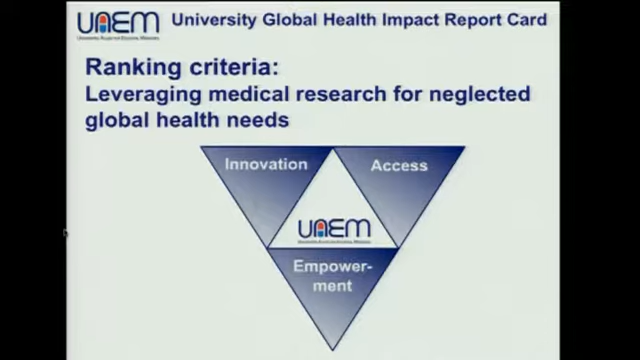 UAEM
University Global Health Impact Report Card
Ranking criteria:
Leveraging medical research for neglected
global health needs
Innovation
Access
UAEM
Empower-
ment